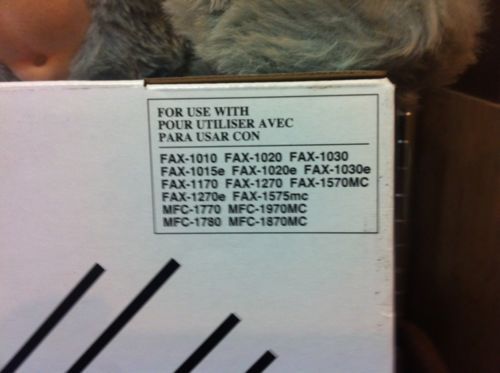 FOR USE WITH
POUR UTILISER AVEC
PARA USAR CON
FAX-1010 FAX-1020 FAX-1030
FAX-1015e FAX-1020e FAX-1030e
FAX-1170 FAX-1270 FAX-1570MC
FAX-1270e FAX-1575mc
MFC-1770 MFC-1970MC
MFC-1780 MFC-1870MC